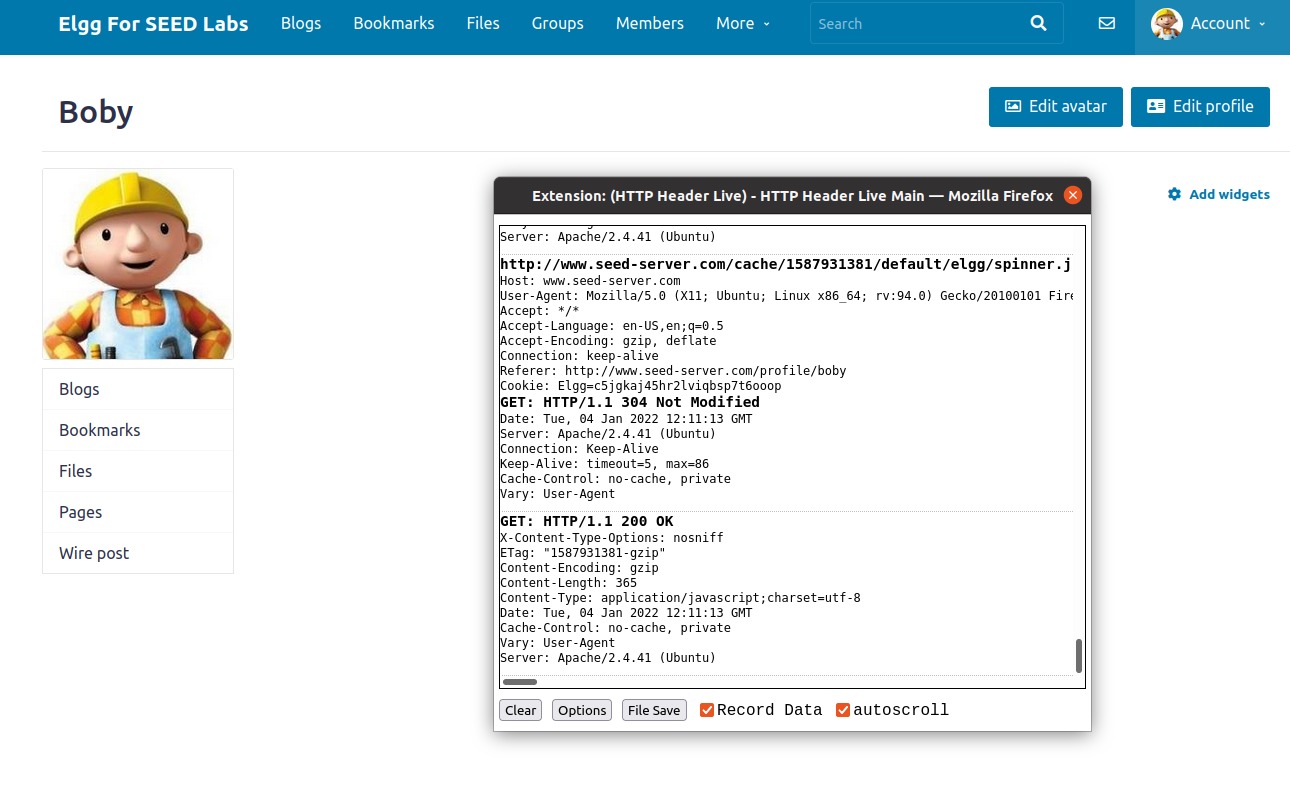 Elgg For SEED Labs Blogs Bookmarks Files Groups Members More Search Account
Boby
Edit avatar Edit profile
Add widgets
Blogs
Bookmarks
Files
Pages
Wire post
Extension: (HTTP Header Live) - HTTP Header Live Main — Mozilla Firefox
Server: Apache/2.4.41 (Ubuntu)
http://www.seed-server.com/cache/1587931381/default/elgg/spinner.j
Host: www.seed-server.com
User-Agent: Mozilla/5.0 (X11; Ubuntu; Linux x86_64; rv:94.0) Gecko/20100101 Fire
Accept: */*
Accept-Language: en-US,en;q=0.5
Accept-Encoding: gzip, deflate
Connection: keep-alive
Referer: http://www.seed-server.com/profile/boby
Cookie: Elgg=c5jgkaj45hr2lviqbsp7t6ooop
GET: HTTP/1.1 304 Not Modified
Date: Tue, 04 Jan 2022 12:11:13 GMT
Server: Apache/2.4.41 (Ubuntu)
Connection: Keep-Alive
Keep-Alive: timeout=5, max=86
Cache-Control: no-cache, private
Vary: User-Agent
GET: HTTP/1.1 200 OK
X-Content-Type-Options: nosniff
ETag: "1587931381-gzip"
Content-Encoding: gzip
Content-Length: 365
Content-Type: application/javascript;charset=utf-8
Date: Tue, 04 Jan 2022 12:11:13 GMT
Cache-Control: no-cache, private
Vary: User-Agent
Server: Apache/2.4.41 (Ubuntu)
Clear Options File Save Record Data autoscroll